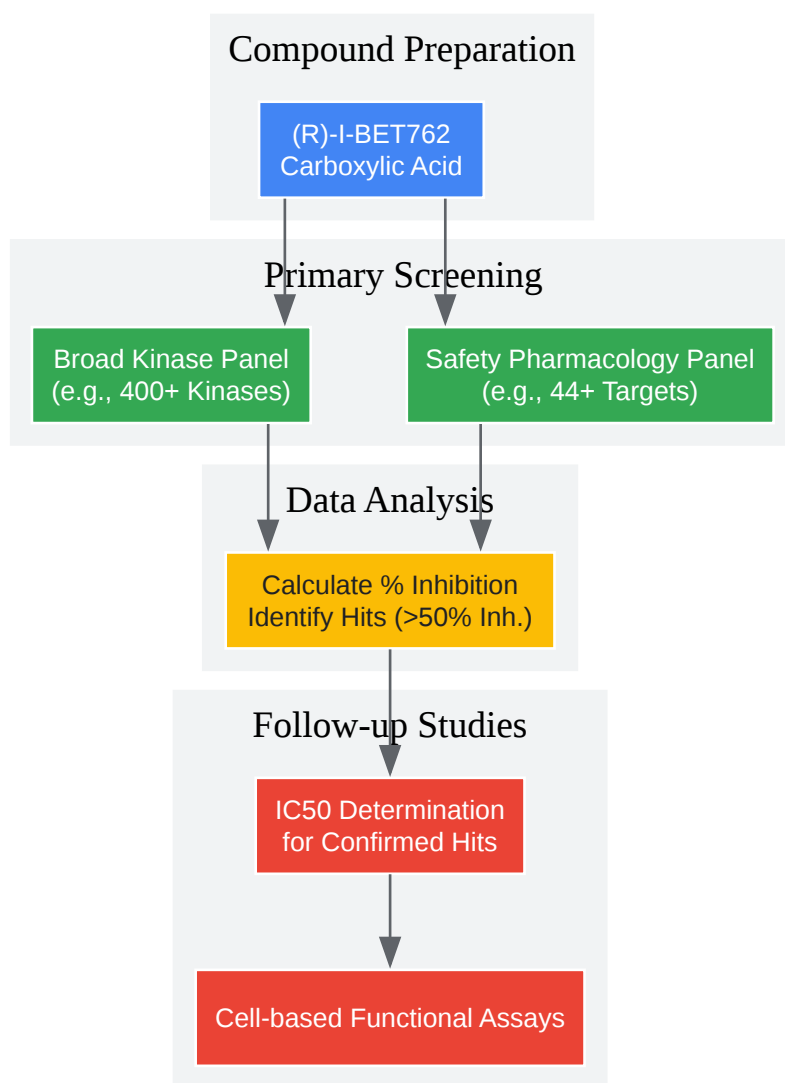 Compound Preparation
(R)-I-BET762
Carboxylic Acid
Primary Screening
Broad Kinase Panel
(e.g., 400+ Kinases)
Safety Pharmacology Panel
(e.g., 44+ Targets)
Data Analysis
Calculate % Inhibition
Identify Hits (>50% Inh.)
Follow-up Studies
IC50 Determination
for Confirmed Hits
Cell-based Functional Assays